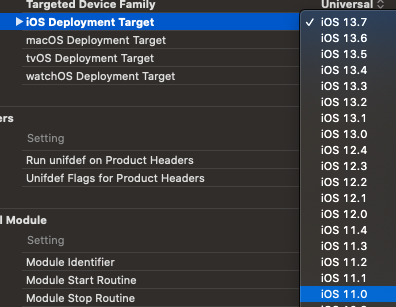 Targeted Device Family Universal
iOS Deployment Target
macOS Deployment Target
tvOS Deployment Target
watchOS Deployment Target
ers
Setting
Run unifdef on Product Headers
Unifdef Flags for Product Headers
l Module
Setting
Module Identifier
Module Start Routine
Module Stop Routine
✓ iOS 13.7
iOS 13.6
iOS 13.5
iOS 13.4
iOS 13.3
iOS 13.2
iOS 13.1
iOS 13.0
iOS 12.4
iOS 12.3
iOS 12.2
iOS 12.1
iOS 12.0
iOS 11.4
iOS 11.3
iOS 11.2
iOS 11.1
iOS 11.0